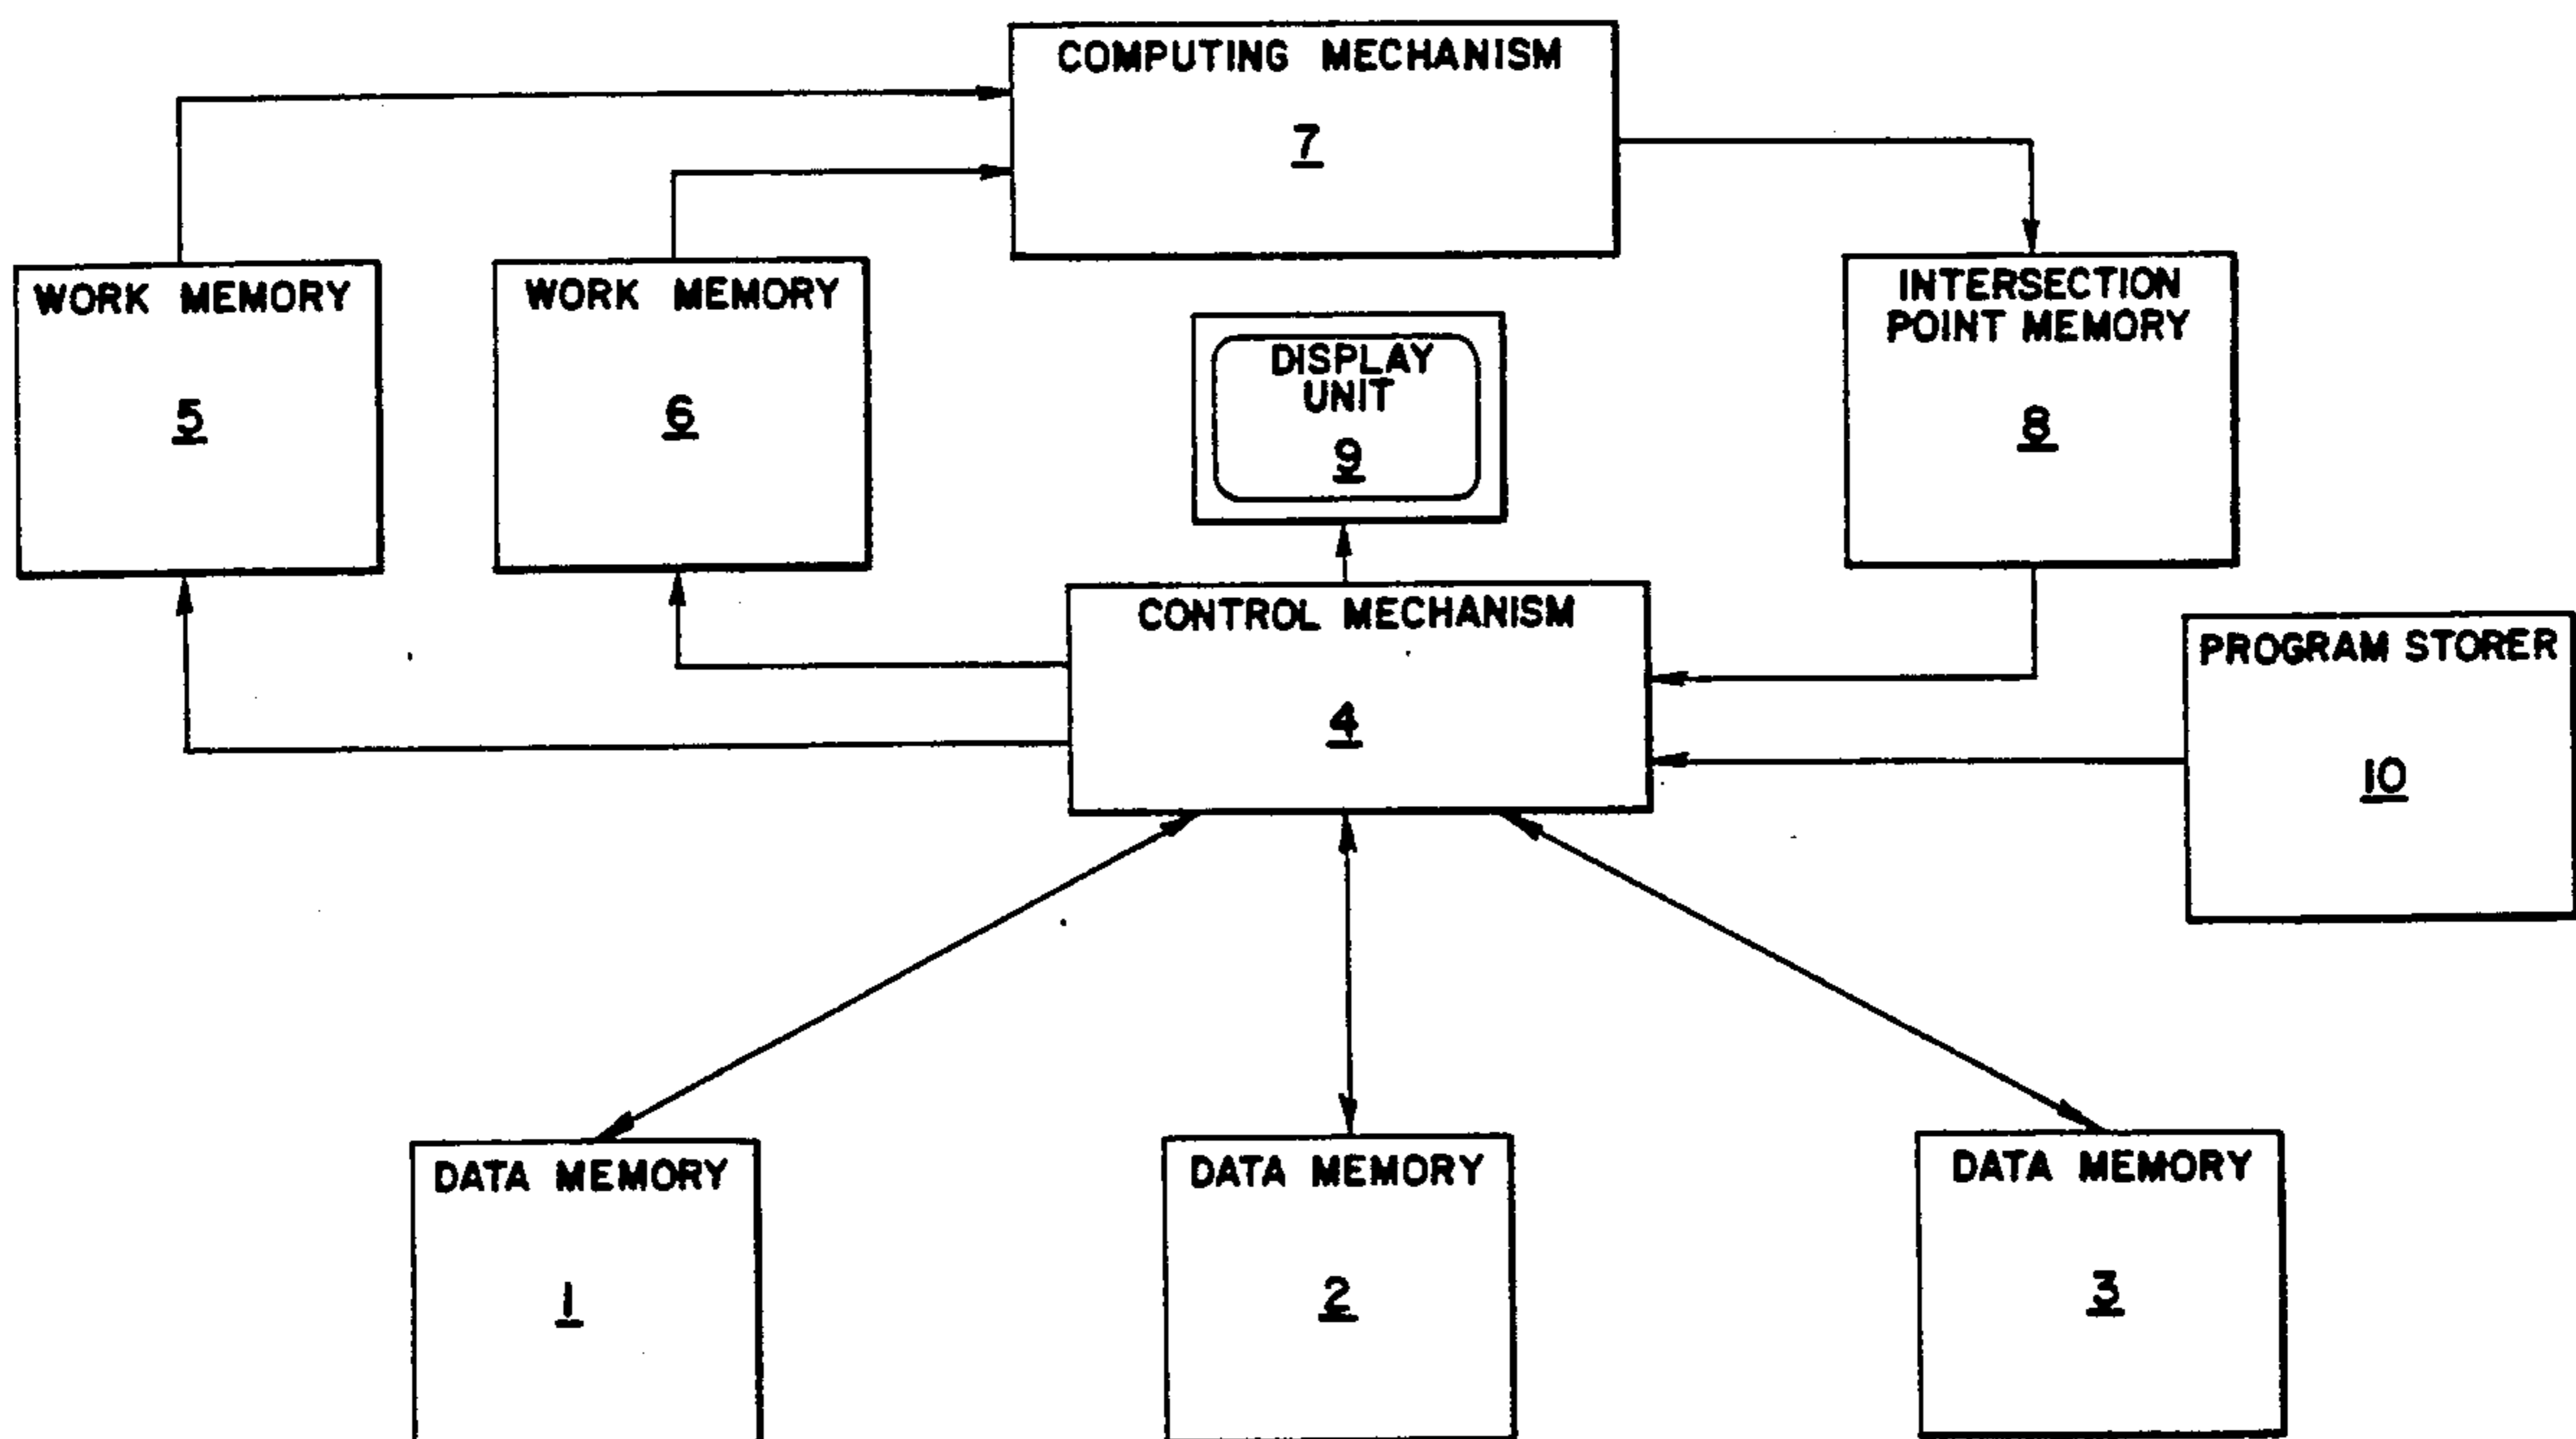 COMPUTING MECHANISM
7
WORK MEMORY
5
WORK MEMORY
6
INTERSECTION
POINT MEMORY
8
DISPLAY
UNIT
9
CONTROL MECHANISM
4
PROGRAM STORER
10
DATA MEMORY
1
DATA MEMORY
2
DATA MEMORY
3